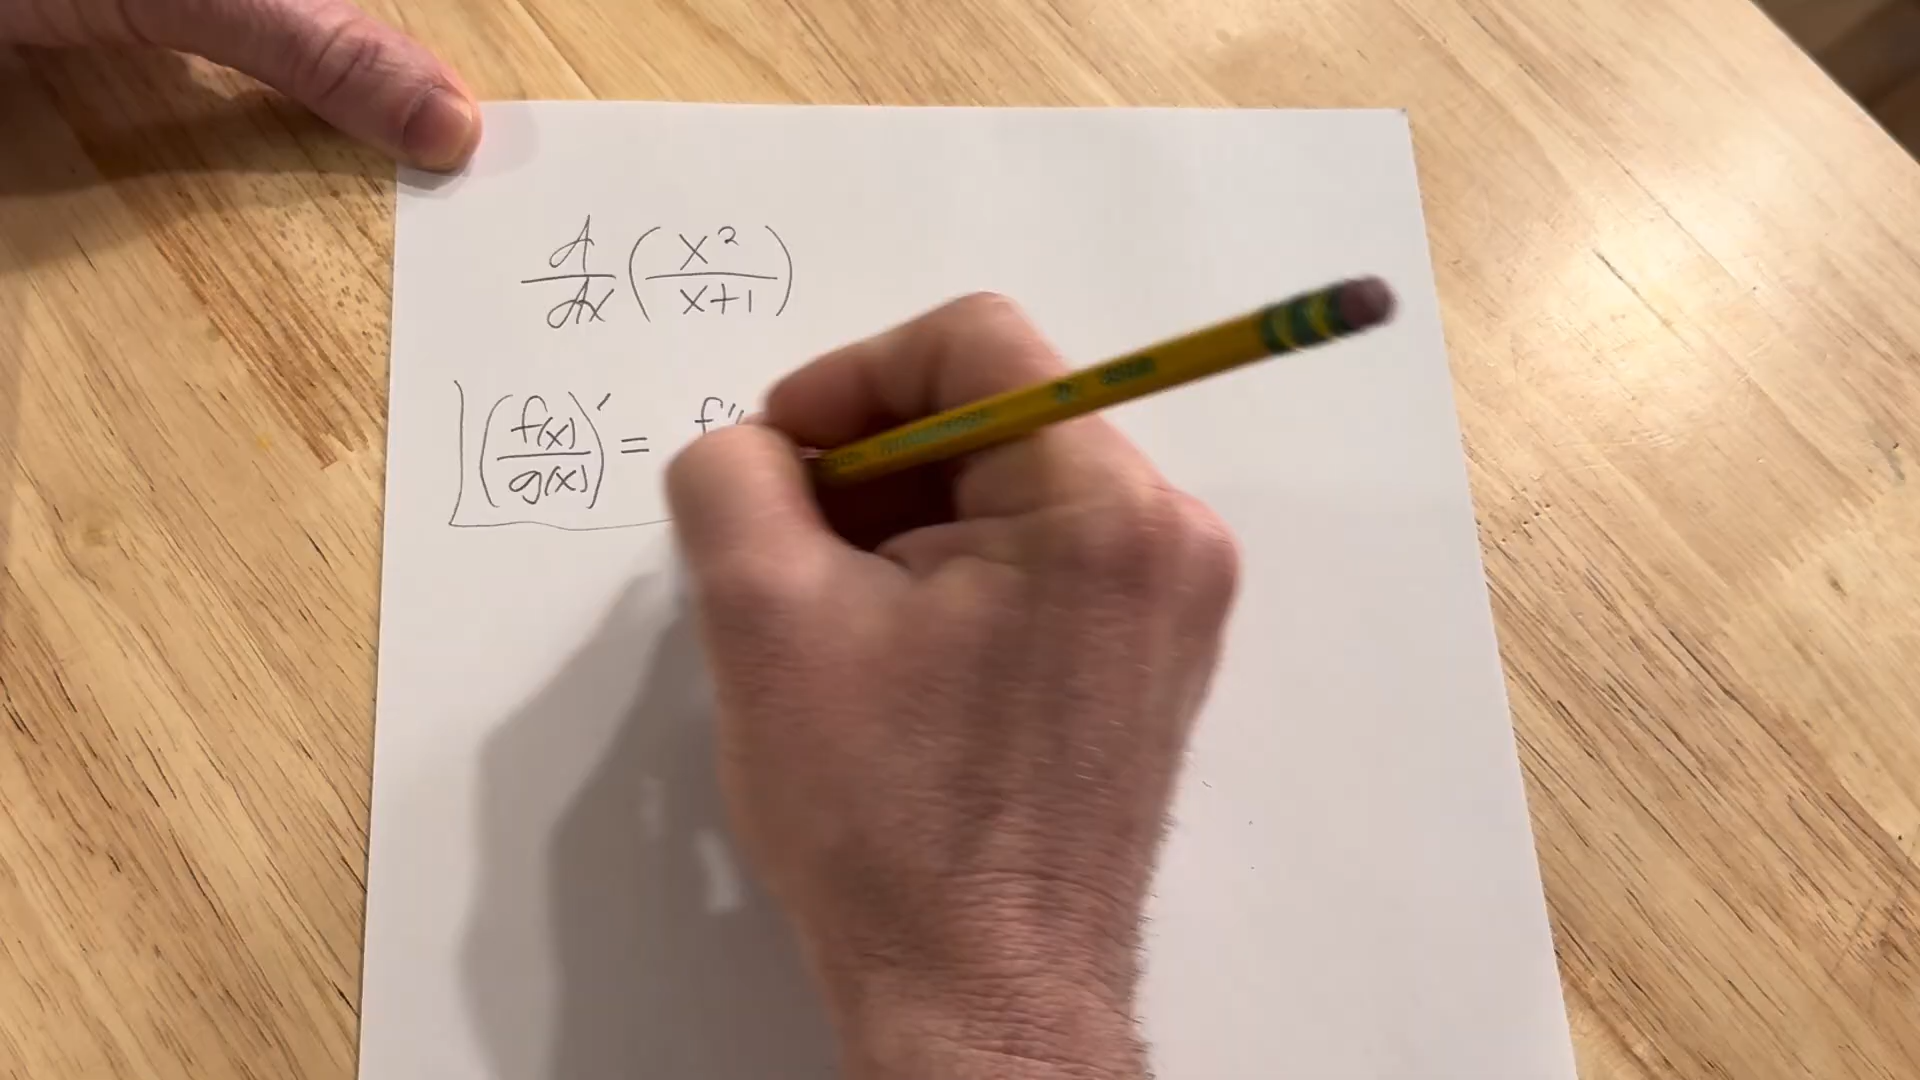 d/dx (x²/(x+1))
(f(x)/g(x))' = f'(